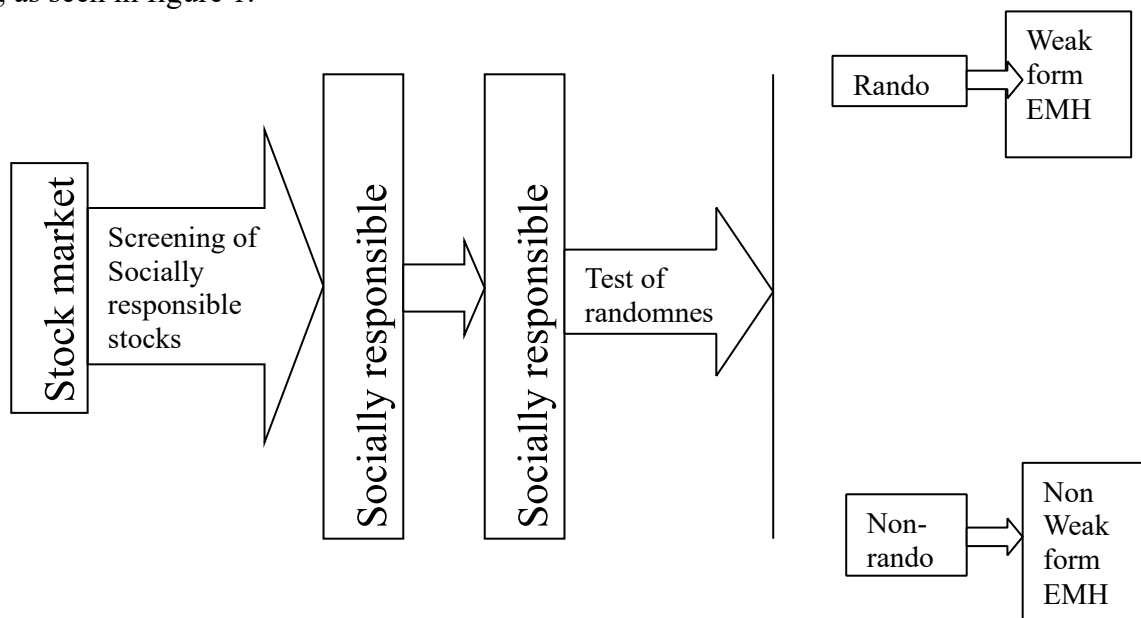 as seen in figure 1.
Stock market
Screening of
Socially
responsible
stocks
Socially responsible
Socially responsible
Test of
randomnes
Rando
Weak
form
EMH
Non-
rando
Non
Weak
form
EMH